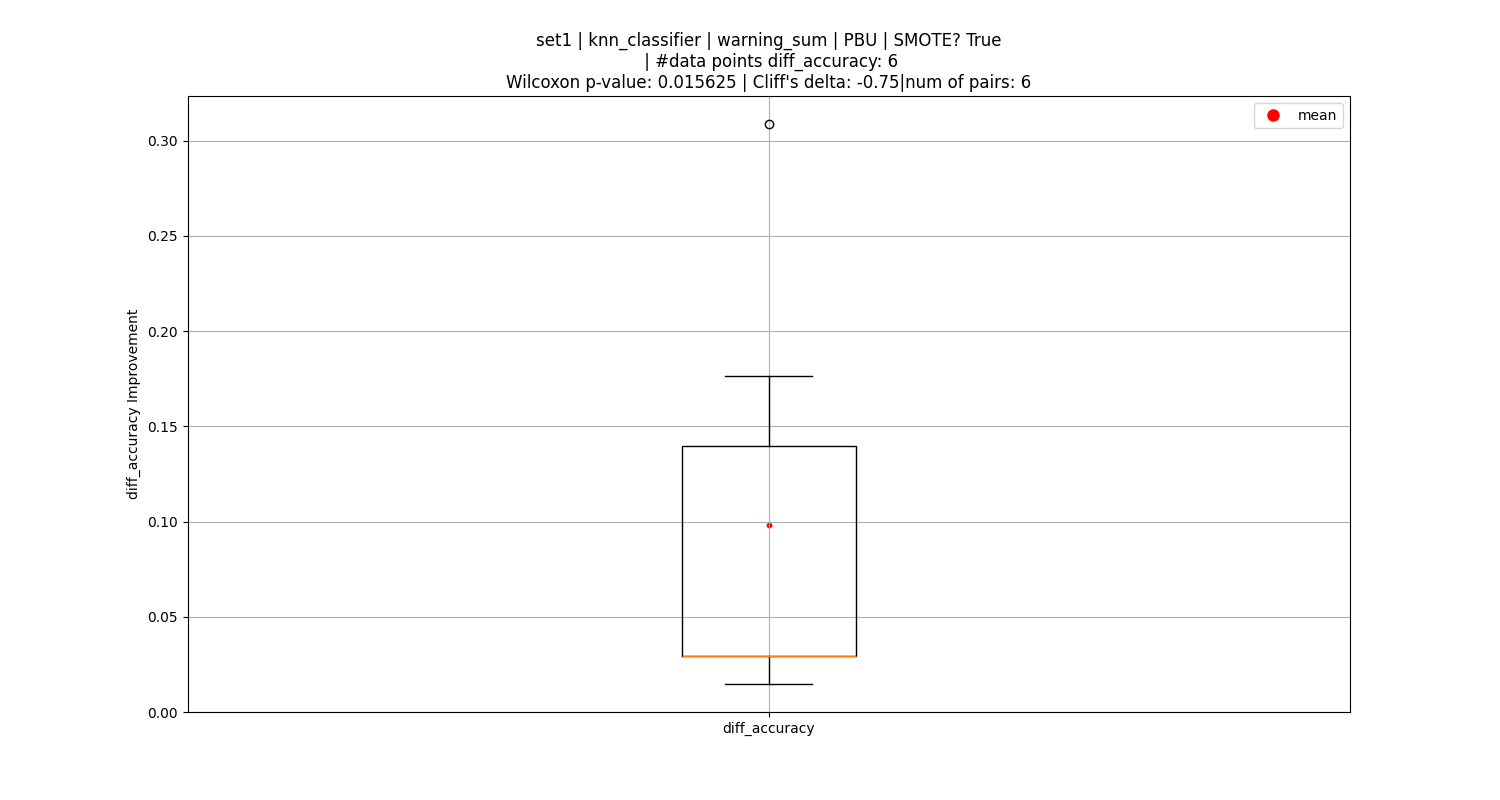 set1 | knn_classifier | warning_sum | PBU | SMOTE? True
| #data points diff_accuracy: 6
Wilcoxon p-value: 0.015625 | Cliff's delta: -0.75|num of pairs: 6
mean
0.30
0.25
0.20
0.15
0.10
0.05
0.00
diff_accuracy Improvement
diff_accuracy